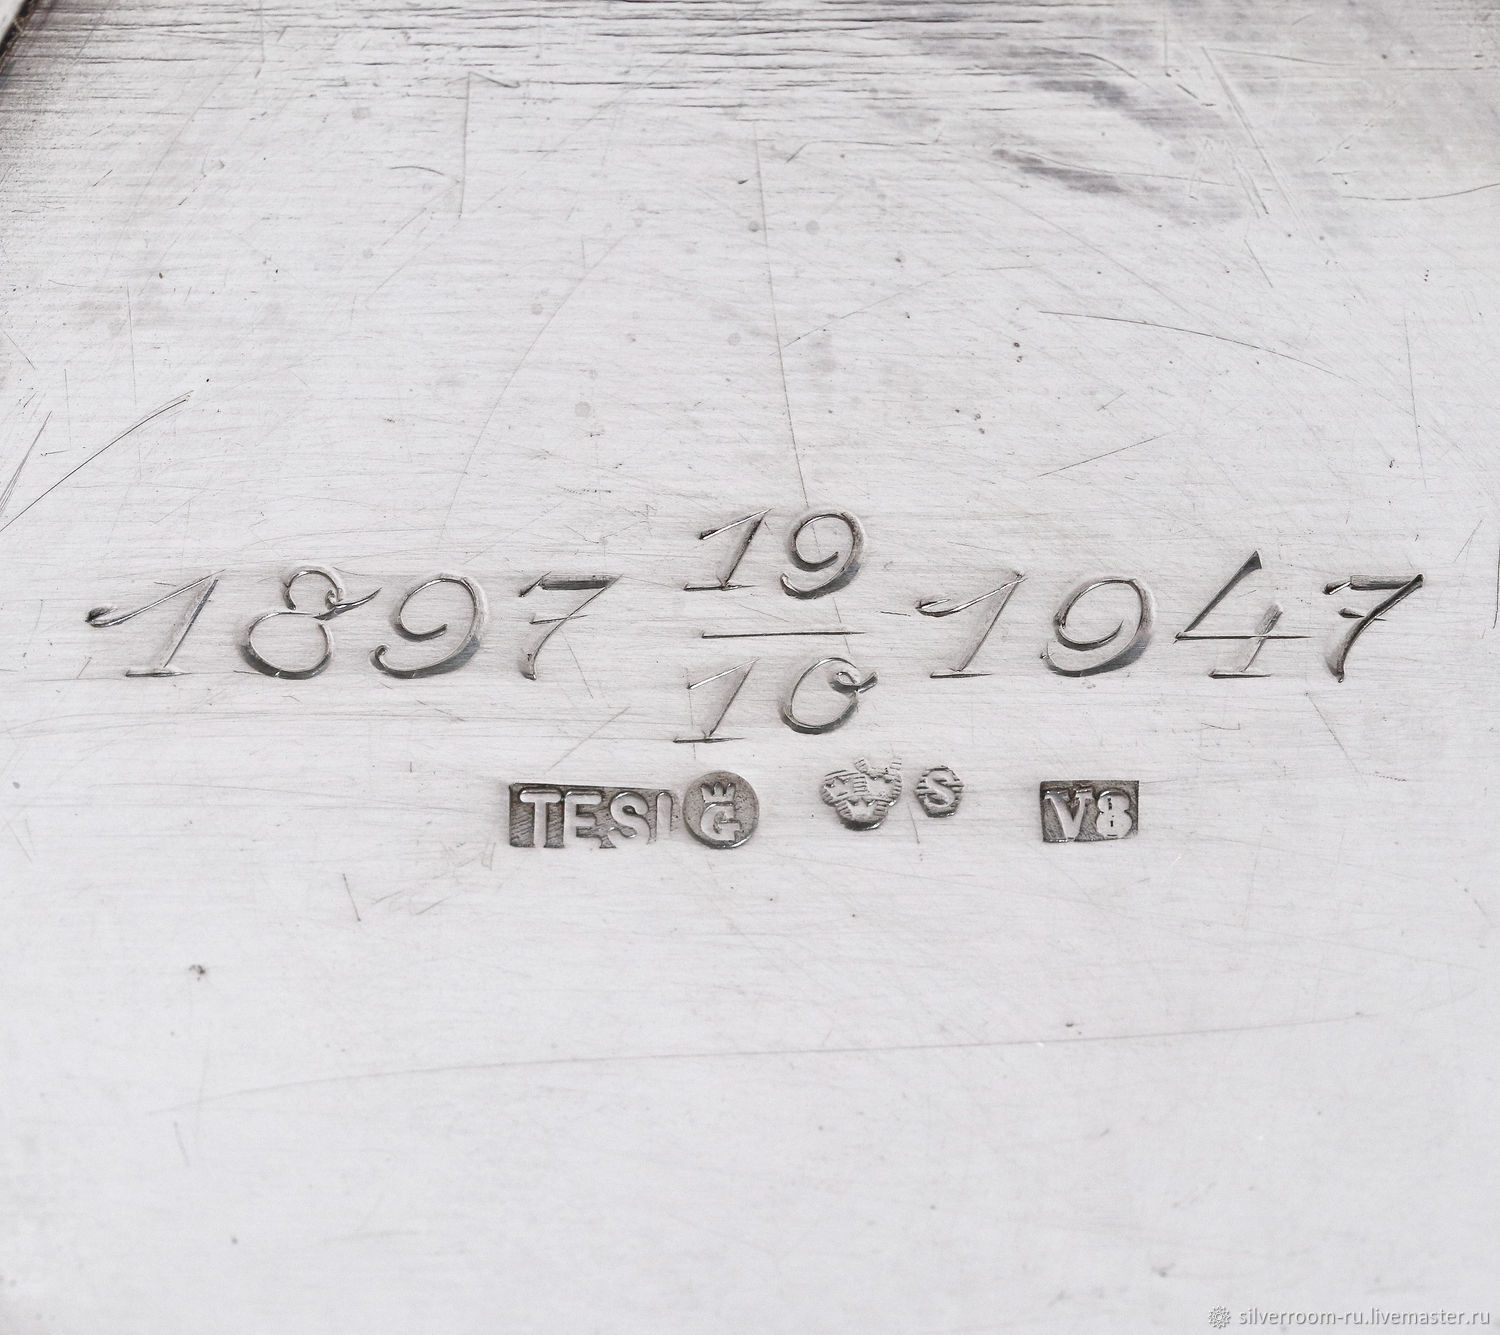 1897 19/10 1947
TESI G S V8
silverroom-ru.livemaster.ru